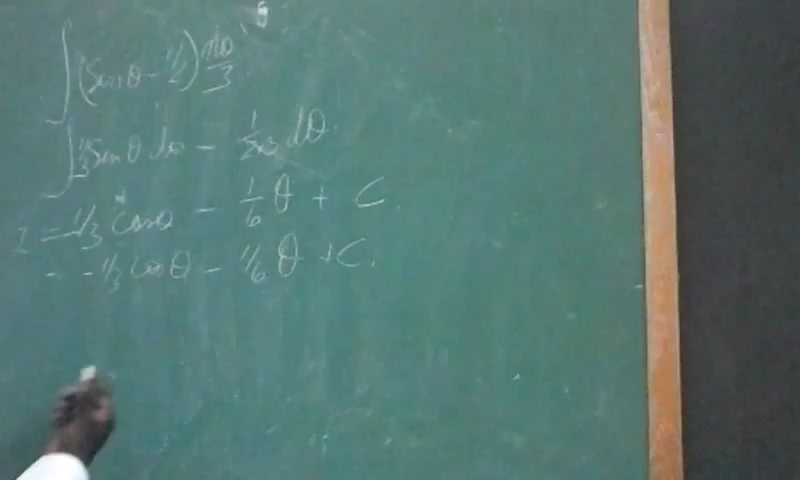 ∫(Sinθ - 1/2) dθ/3
∫ 1/3 Sinθ dθ - 1/2x3 dθ.
I = -1/3 Cosθ - 1/6 θ + C.
= -1/3 Cosθ - 1/6 θ + C.